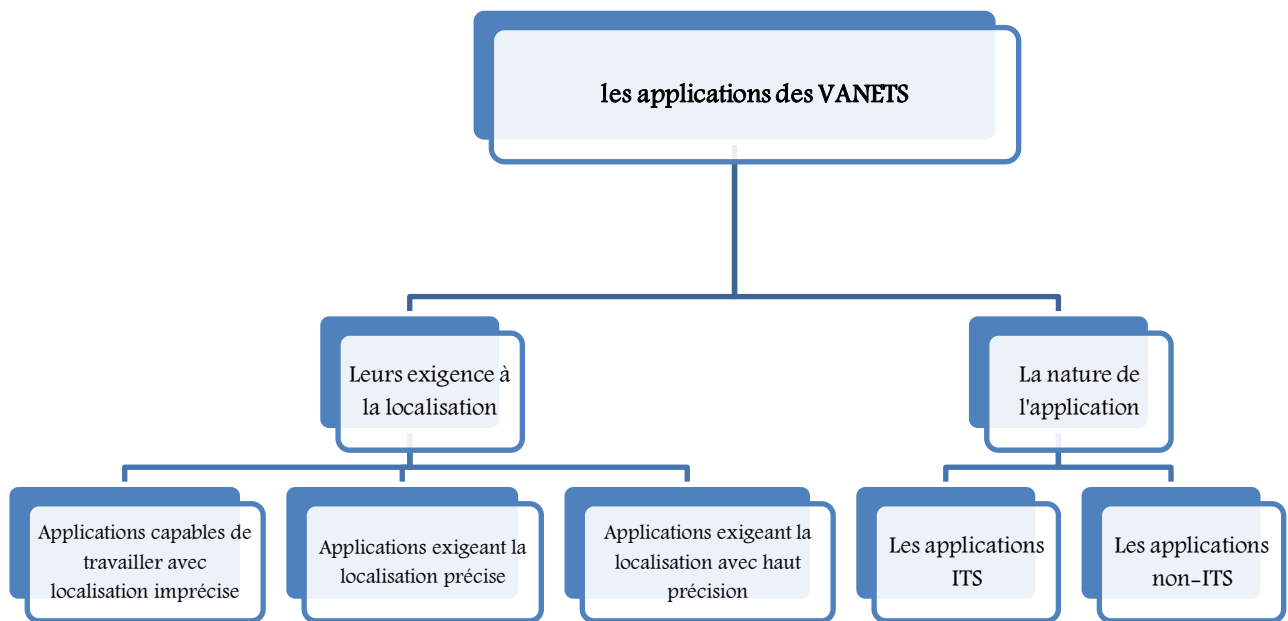 les applications des VANETS
Leurs exigence à
la localisation
La nature de
l'application
Applications capables de
travailler avec
localisation imprécise
Applications exigeant la
localisation précise
Applications exigeant la
localisation avec haut
précision
Les applications
ITS
Les applications
non-ITS